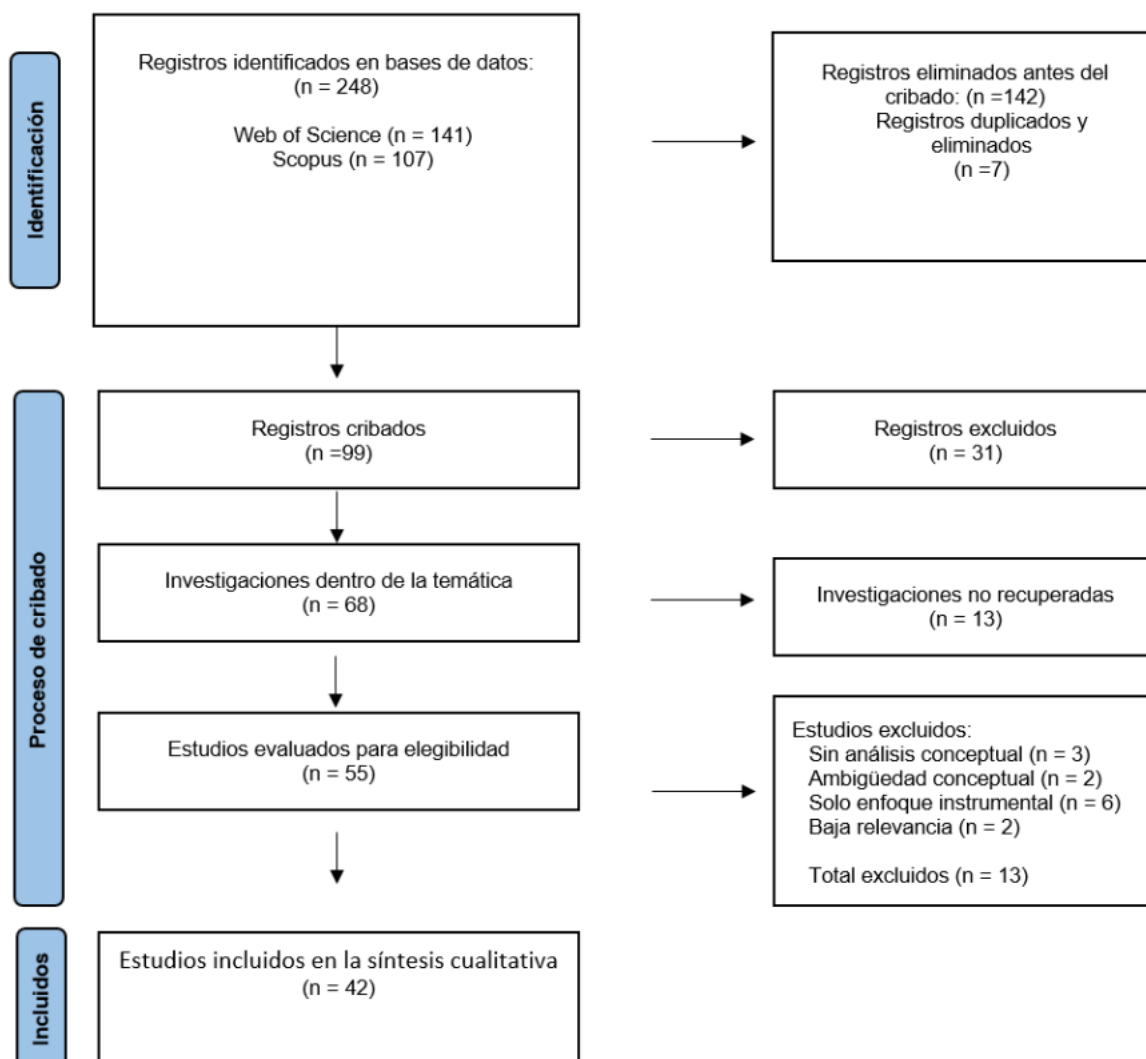 Identificación
Registros identificados en bases de datos:
(n = 248)
Web of Science (n = 141)
Scopus (n = 107)
Registros eliminados antes del
cribado: (n =142)
Registros duplicados y
eliminados
(n =7)
Proceso de cribado
Registros cribados
(n =99)
Registros excluidos
(n = 31)
Investigaciones dentro de la temática
(n = 68)
Investigaciones no recuperadas
(n = 13)
Estudios evaluados para elegibilidad
(n = 55)
Estudios excluidos:
Sin análisis conceptual (n = 3)
Ambigüedad conceptual (n = 2)
Solo enfoque instrumental (n = 6)
Baja relevancia (n = 2)
Total excluidos (n = 13)
Incluidos
Estudios incluidos en la síntesis cualitativa
(n = 42)